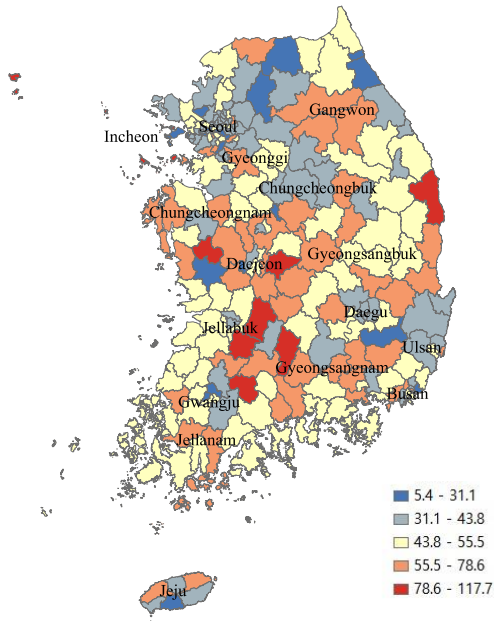 Gangwon
Seoul
Incheon
Gyeonggi
Chungcheongbuk
Chungcheongnam
Gyeongsangbuk
Daejeon
Daegu
Jellabuk
Ulsan
Gyeongsangnam
Busan
Gwangju
Jellanam
Jeju
5.4 - 31.1
31.1 - 43.8
43.8 - 55.5
55.5 - 78.6
78.6 - 117.7